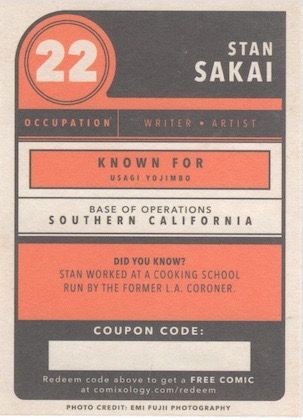 22
STAN
SAKAI
OCCUPATION
WRITER • ARTIST
KNOWN FOR
USAGI YOJIMBO
BASE OF OPERATIONS
SOUTHERN CALIFORNIA
DID YOU KNOW?
STAN WORKED AT A COOKING SCHOOL
RUN BY THE FORMER L.A. CORONER.
COUPON CODE:
Redeem code above to get a FREE COMIC
at comixology.com/redeem
PHOTO CREDIT: EMI FUJII PHOTOGRAPHY